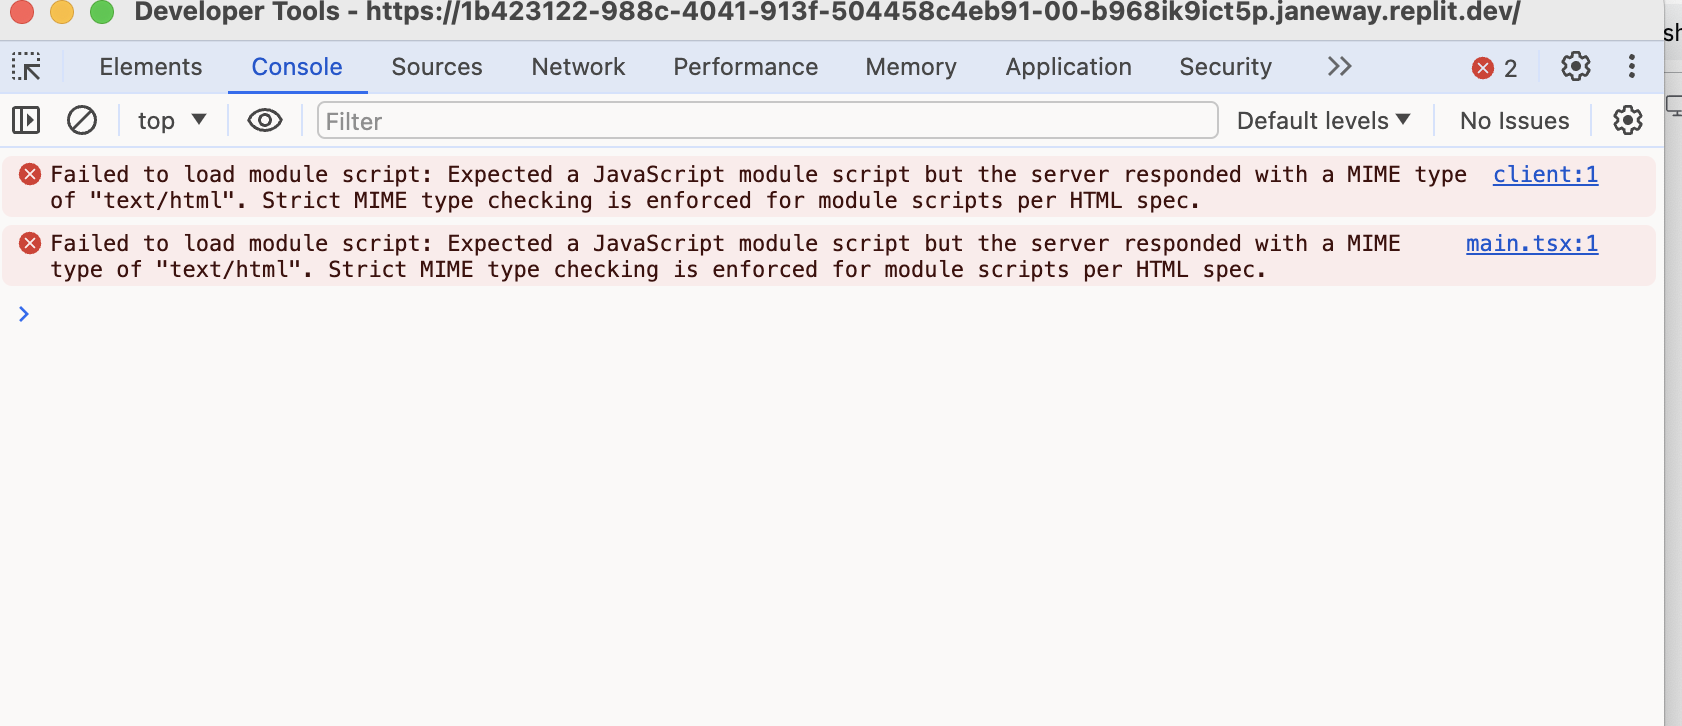 Developer Tools - https://1b423122-988c-4041-913f-504458c4eb91-00-b968ik9ict5p.janeway.replit.dev/
Elements Console Sources Network Performance Memory Application Security 2
top Filter Default levels No Issues
Failed to load module script: Expected a JavaScript module script but the server responded with a MIME type client:1
of "text/html". Strict MIME type checking is enforced for module scripts per HTML spec.
Failed to load module script: Expected a JavaScript module script but the server responded with a MIME main.tsx:1
type of "text/html". Strict MIME type checking is enforced for module scripts per HTML spec.